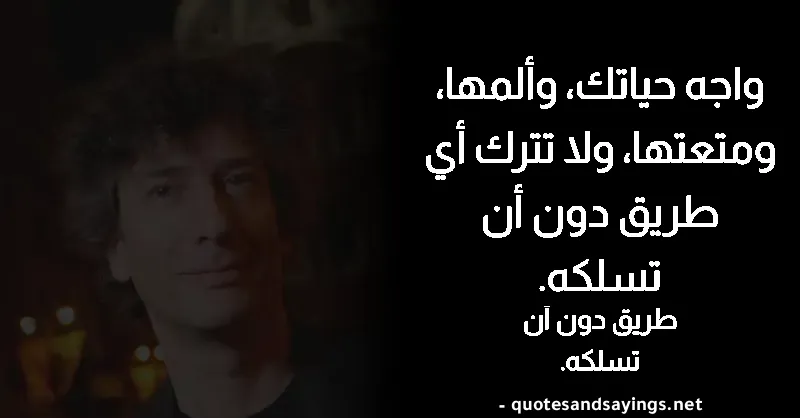 واجه حياتك، وألمها،
ومتعتها، ولا تترك أي
طريق دون أن
تسلكه.
طريق دون آن
تسلكه.
- quotesandsayings.net